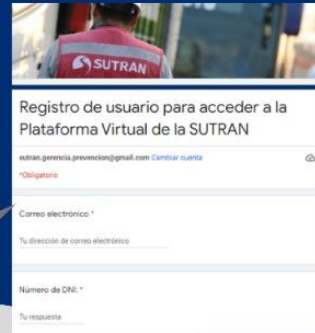 SUTRAN
Registro de usuario para acceder a la
Plataforma Virtual de la SUTRAN
sutran.gerencia.prevencion@gmail.com Cambiar cuenta
*Obligatorio
Correo electrónico *
Tu dirección de correo electrónico
Número de DNI: *
Tu respuesta